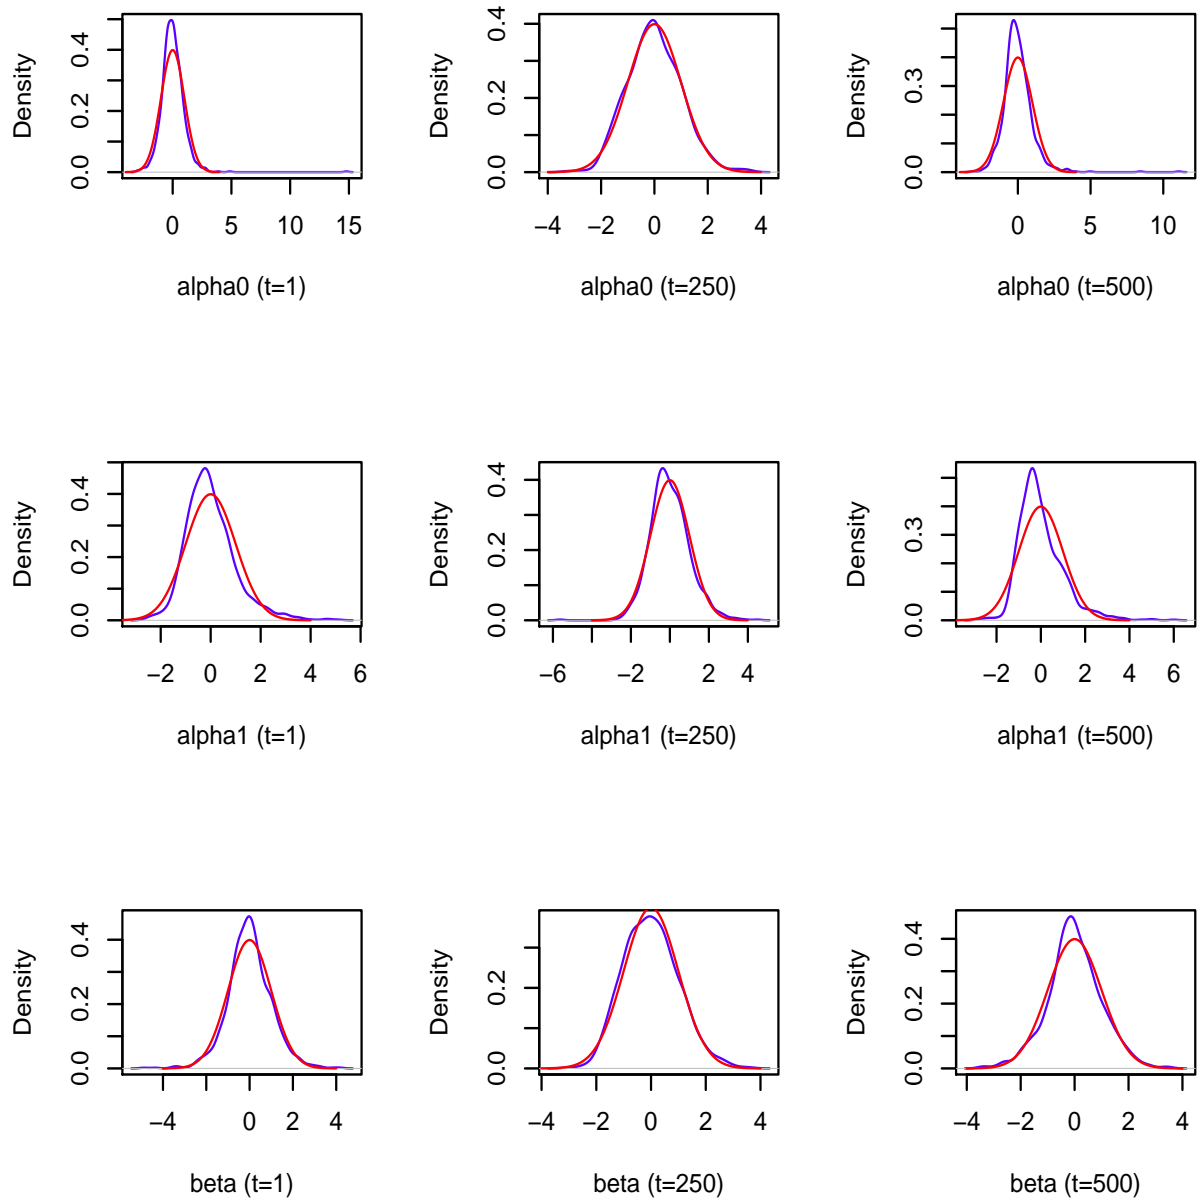 Density
0.0 0.2 0.4
0 5 10 15
alpha0 (t=1)
Density
0.0 0.2 0.4
−4 −2 0 2 4
alpha0 (t=250)
Density
0.0 0.3
0 5 10
alpha0 (t=500)
Density
0.0 0.2 0.4
−2 0 2 4 6
alpha1 (t=1)
Density
0.0 0.2 0.4
−6 −2 2 4
alpha1 (t=250)
Density
0.0 0.3
−2 0 2 4 6
alpha1 (t=500)
Density
0.0 0.2 0.4
−4 0 2 4
beta (t=1)
Density
0.0 0.2
−4 −2 0 2 4
beta (t=250)
Density
0.0 0.2 0.4
−4 −2 0 2 4
beta (t=500)